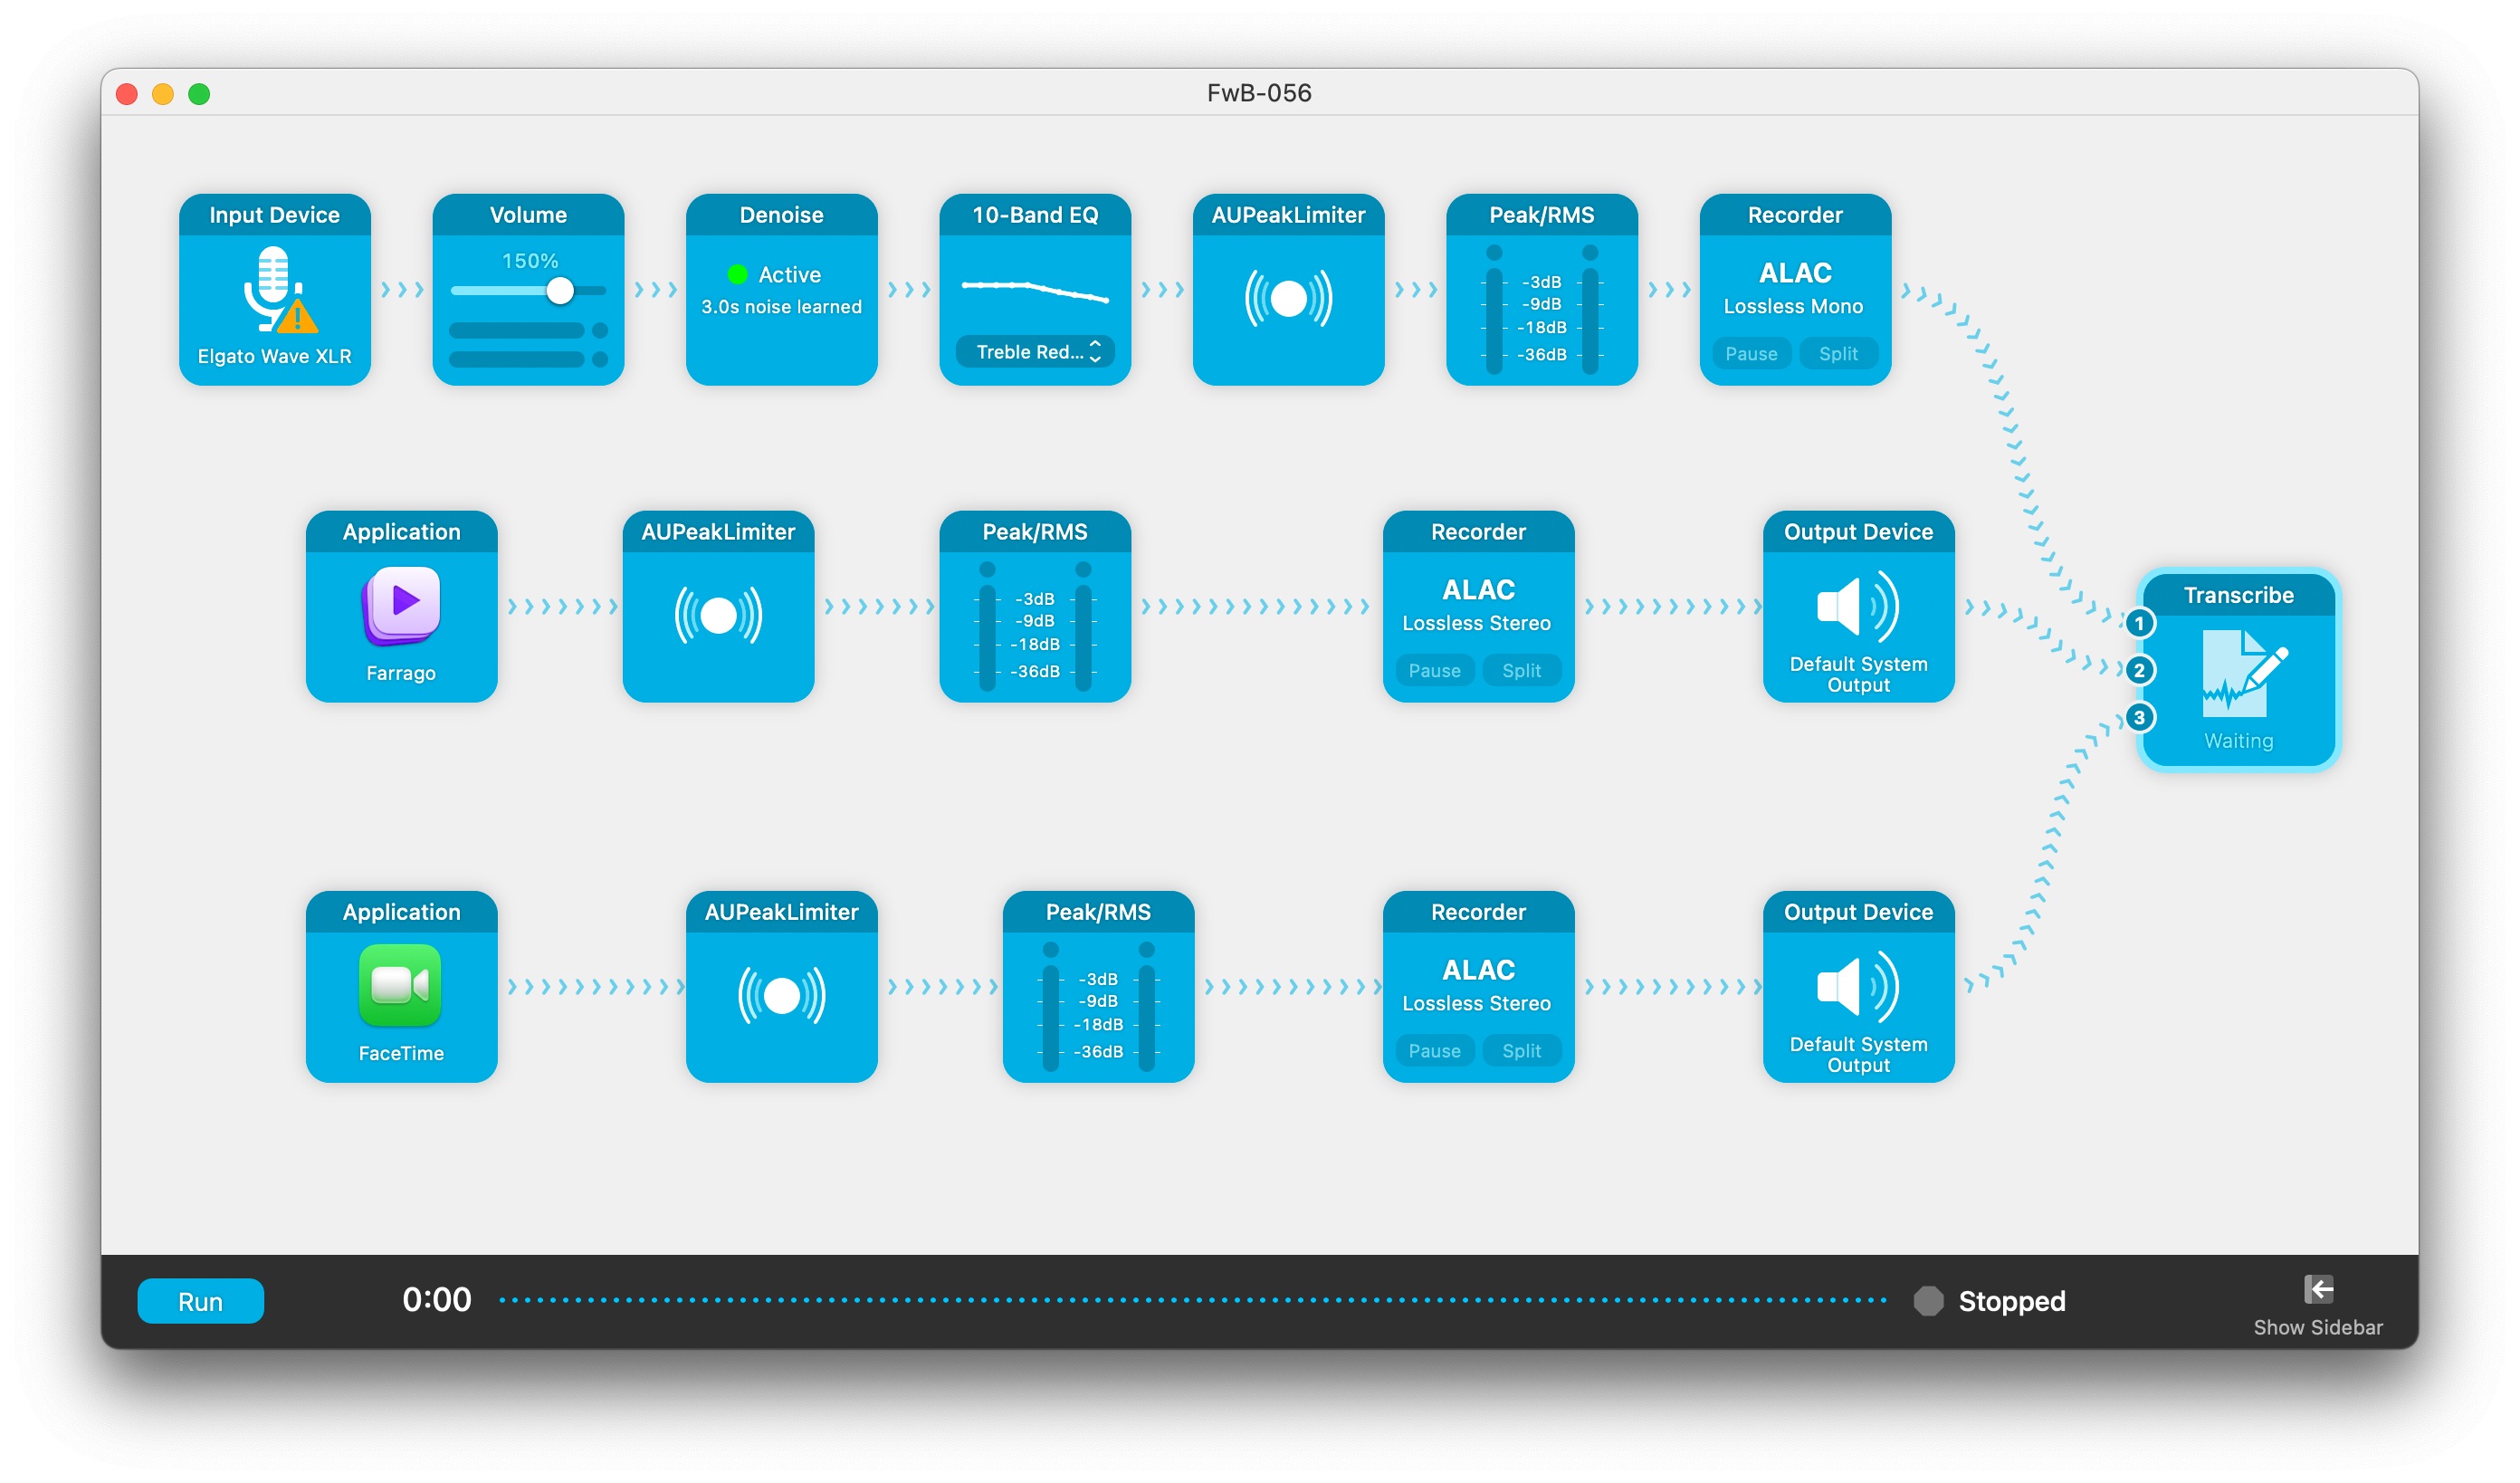 FwB-056
Input Device
Elgato Wave XLR
Volume
150%
Denoise
Active
3.0s noise learned
10-Band EQ
Treble Red...
AUPeakLimiter
Peak/RMS
-3dB
-9dB
-18dB
-36dB
Recorder
ALAC
Lossless Mono
Pause
Split
Application
Farrago
AUPeakLimiter
Peak/RMS
-3dB
-9dB
-18dB
-36dB
Recorder
ALAC
Lossless Stereo
Pause
Split
Output Device
Default System
Output
Transcribe
1
2
3
Waiting
Application
FaceTime
AUPeakLimiter
Peak/RMS
-3dB
-9dB
-18dB
-36dB
Recorder
ALAC
Lossless Stereo
Pause
Split
Output Device
Default System
Output
Run
0:00
Stopped
Show Sidebar